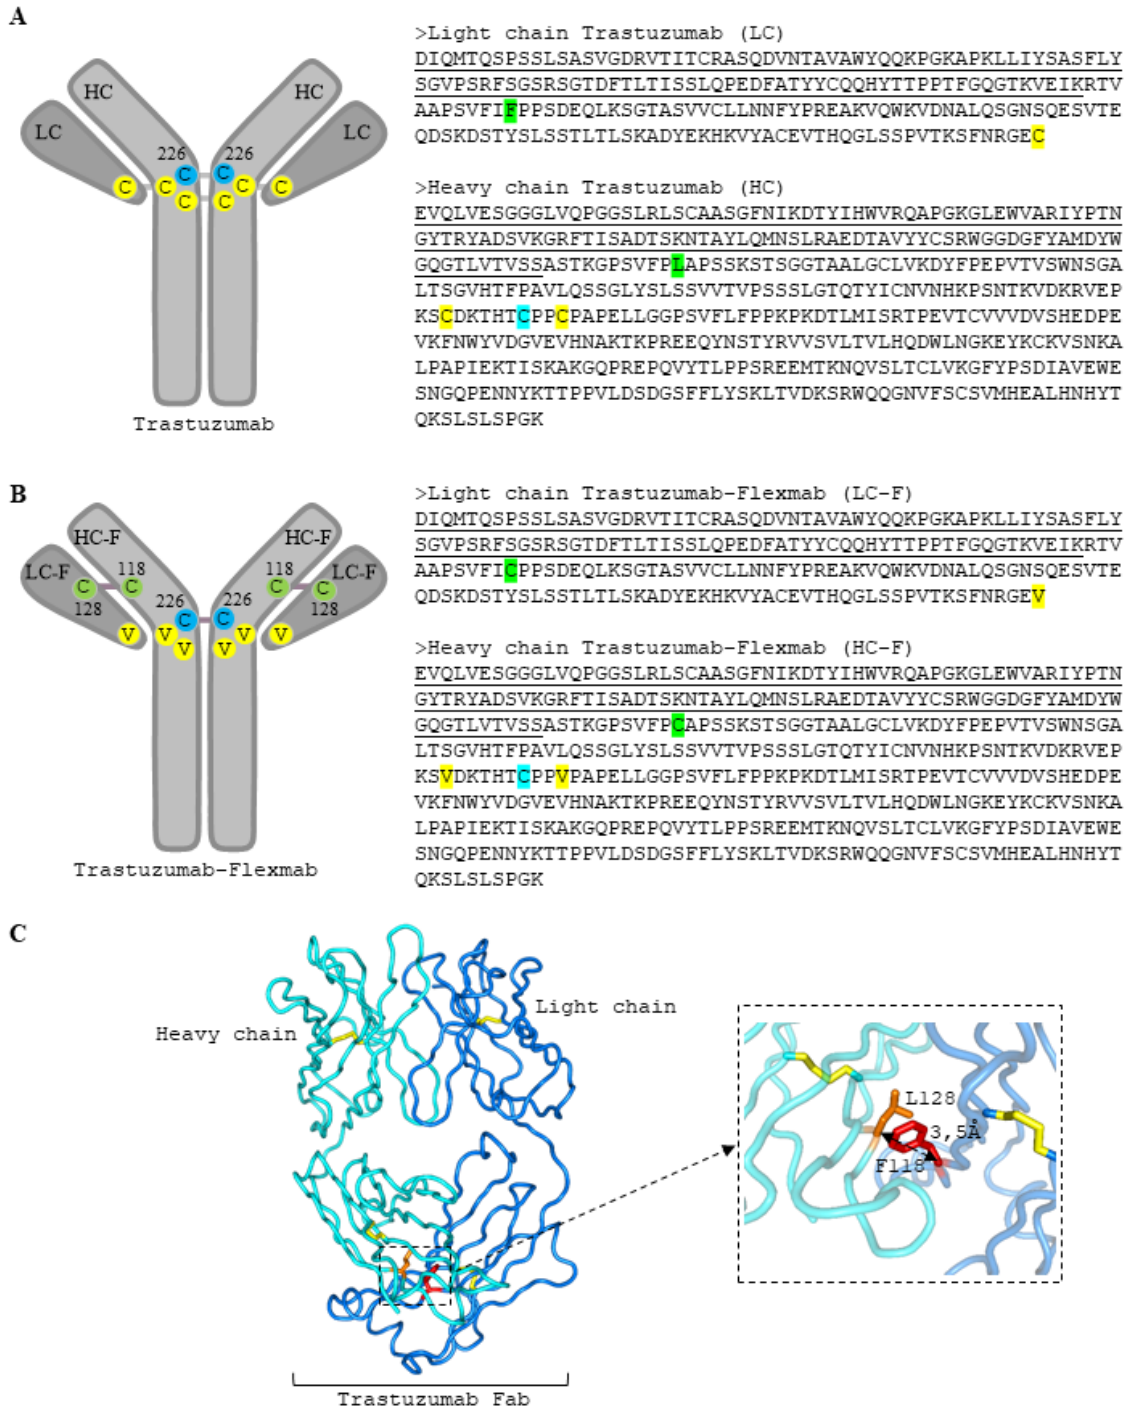 A
HC
HC
LC
LC
226
226
C
C
C
C
C
C
C
C
Trastuzumab
>Light chain Trastuzumab (LC)
DIQMTQSPSSLSASVGDRVTITCRASQDVNTAVAWYQQKPGKAPKLLIYSASFLY
SGVPSRFSGSRSGTDFTLTISSLQPEDFATYYCQQHYTTPPTFGQGTKVEIKRTV
AAPSVFIFPPSDEQLKSGTASVVCLLNNFYPREAKVQWKVDNALQSGNSQESVTE
QDSKDSTYSLSSTLTLSKADYEKHKVYACEVTHQGLSSPVTKSFNRGEC
>Heavy chain Trastuzumab (HC)
EVQLVESGGGLVQPGGSLRLSCAASGFNIKDTYIHWVRQAPGKGLEWVARIYPTN
GYTRYADSVKGRFTISADTSKNTAYLQMNSLRAEDTAVYYCSRWGGDGFYAMDYW
GQGTLVTVSSASTKGPSVFPLAPSSKSTSGGTAALGCLVKDYFPEPVTVSWNSGA
LTSGVHTFPAVLQSSGLYSLSSVVTVPSSSLGTQTYICNVNHKPSNTKVDKRVEP
KSCDKTHTCPPCPAPELLGGPSVFLFPPKPKDTLMISRTPEVTCVVVDVSHEDPE
VKFNWYVDGVEVHNAKTKPREEQYNSTYRVVSVLTVLHQDWLNGKEYKCKVSNKA
LPAPIEKTISKAKGQPREPQVYTLPPSREEMTKNQVSLTCLVKGFYPSDIAVEWE
SNGQPENNYKTTPPVLDSDGSFFLYSKLTVDKSRWQQGNVFSCSVMHEALHNHYT
QKSLSLSPGK
B
HC-F
HC-F
LC-F
LC-F
118
118
C
C
C
C
128
128
226
226
C
C
V
V
V
V
V
V
Trastuzumab-Flexmab
>Light chain Trastuzumab-Flexmab (LC-F)
DIQMTQSPSSLSASVGDRVTITCRASQDVNTAVAWYQQKPGKAPKLLIYSASFLY
SGVPSRFSGSRSGTDFTLTISSLQPEDFATYYCQQHYTTPPTFGQGTKVEIKRTV
AAPSVFICPPSDEQLKSGTASVVCLLNNFYPREAKVQWKVDNALQSGNSQESVTE
QDSKDSTYSLSSTLTLSKADYEKHKVYACEVTHQGLSSPVTKSFNRGEV
>Heavy chain Trastuzumab-Flexmab (HC-F)
EVQLVESGGGLVQPGGSLRLSCAASGFNIKDTYIHWVRQAPGKGLEWVARIYPTN
GYTRYADSVKGRFTISADTSKNTAYLQMNSLRAEDTAVYYCSRWGGDGFYAMDYW
GQGTLVTVSSASTKGPSVFPCAPSSKSTSGGTAALGCLVKDYFPEPVTVSWNSGA
LTSGVHTFPAVLQSSGLYSLSSVVTVPSSSLGTQTYICNVNHKPSNTKVDKRVEP
KSVDKTHTCPPVPAPELLGGPSVFLFPPKPKDTLMISRTPEVTCVVVDVSHEDPE
VKFNWYVDGVEVHNAKTKPREEQYNSTYRVVSVLTVLHQDWLNGKEYKCKVSNKA
LPAPIEKTISKAKGQPREPQVYTLPPSREEMTKNQVSLTCLVKGFYPSDIAVEWE
SNGQPENNYKTTPPVLDSDGSFFLYSKLTVDKSRWQQGNVFSCSVMHEALHNHYT
QKSLSLSPGK
C
Heavy chain
Light chain
L128
3,5Å
F118
Trastuzumab Fab